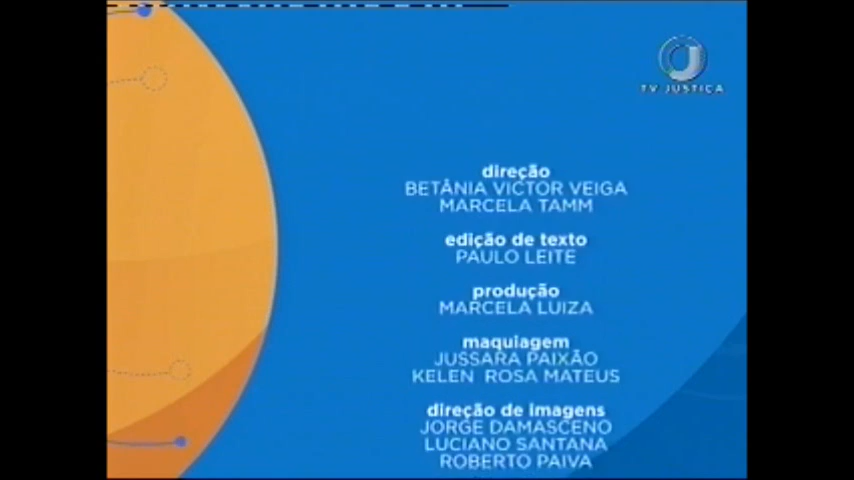 TV JUSTIÇA
direção
BETÂNIA VICTOR VEIGA
MARCELA TAMM
edição de texto
PAULO LEITE
produção
MARCELA LUIZA
maquiagem
JUSSARA PAIXÃO
KELEN ROSA MATEUS
direção de imagens
JORGE DAMASCENO
LUCIANO SANTANA
ROBERTO PAIVA